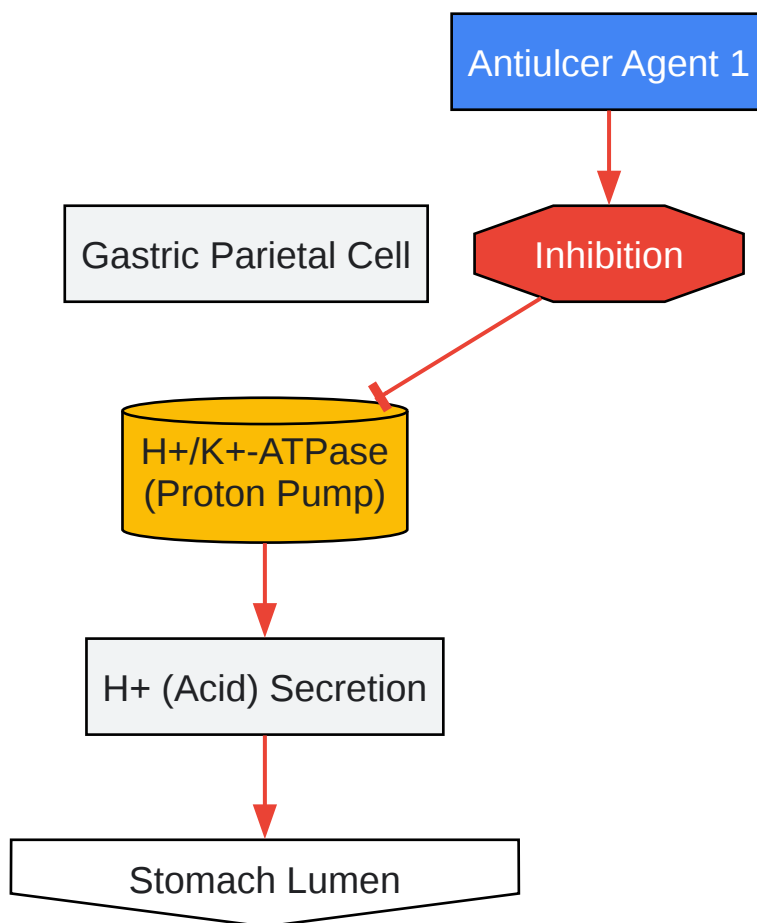 Antiulcer Agent 1
Gastric Parietal Cell
Inhibition
H+/K+-ATPase
(Proton Pump)
H+ (Acid) Secretion
Stomach Lumen